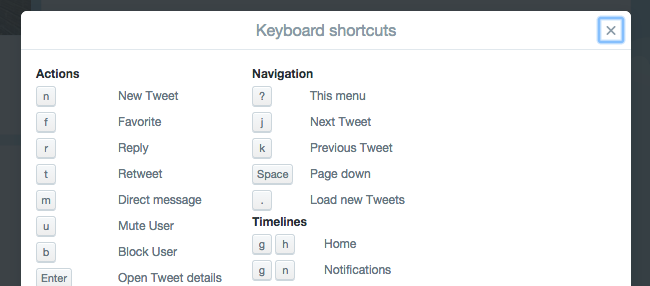 Keyboard shortcuts ×
Actions
n New Tweet
f Favorite
r Reply
t Retweet
m Direct message
u Mute User
b Block User
Enter Open Tweet details
Navigation
? This menu
j Next Tweet
k Previous Tweet
Space Page down
. Load new Tweets
Timelines
g h Home
g n Notifications